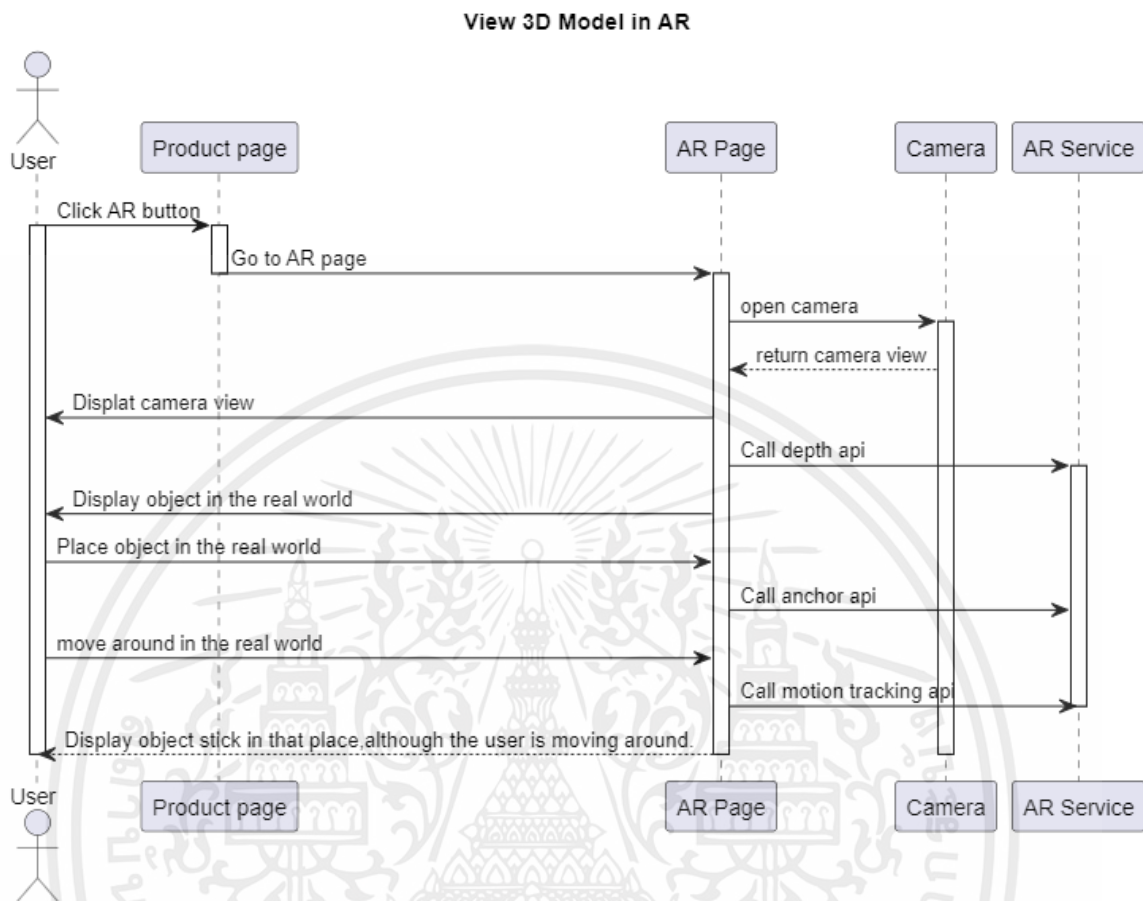 View 3D Model in AR
User
Product page
AR Page
Camera
AR Service
Click AR button
Go to AR page
open camera
return camera view
Displat camera view
Call depth api
Display object in the real world
Place object in the real world
Call anchor api
move around in the real world
Call motion tracking api
Display object stick in that place,although the user is moving around.
User
Product page
AR Page
Camera
AR Service